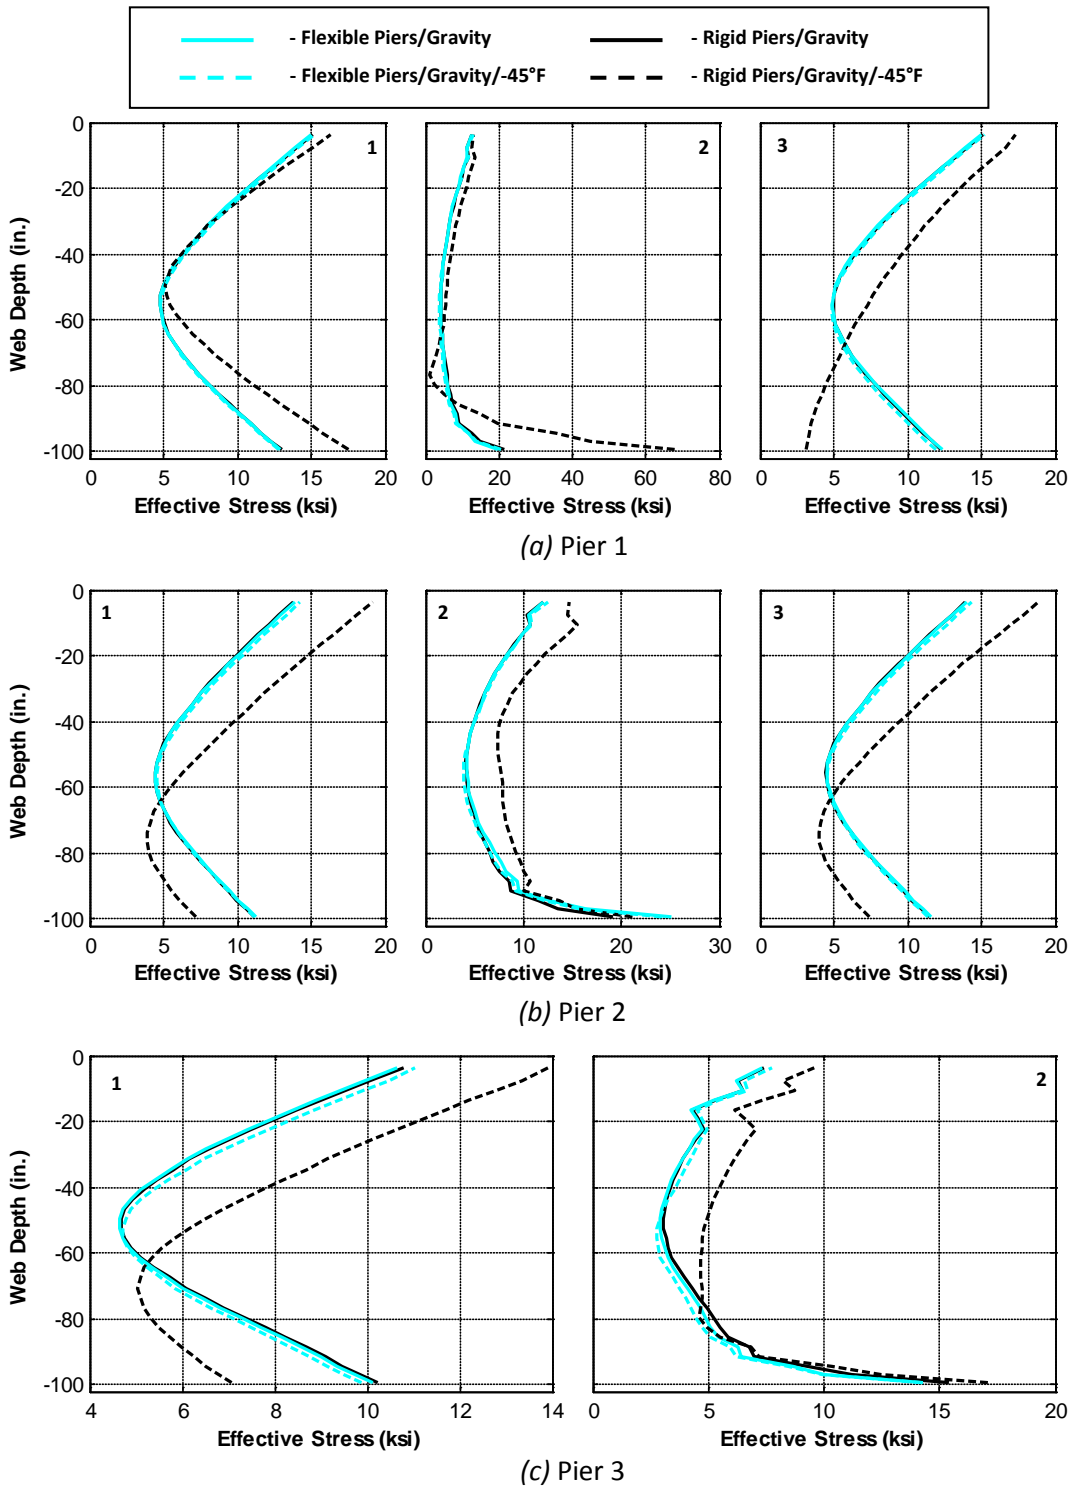 - Flexible Piers/Gravity - Rigid Piers/Gravity
- Flexible Piers/Gravity/-45°F - Rigid Piers/Gravity/-45°F
Web Depth (in.)
0
-20
-40
-60
-80
-100
1
0 5 10 15 20
Effective Stress (ksi)
2
0 20 40 60 80
Effective Stress (ksi)
3
0 5 10 15 20
Effective Stress (ksi)
(a) Pier 1
Web Depth (in.)
0
-20
-40
-60
-80
-100
1
0 5 10 15 20
Effective Stress (ksi)
2
0 10 20 30
Effective Stress (ksi)
3
0 5 10 15 20
Effective Stress (ksi)
(b) Pier 2
Web Depth (in.)
0
-20
-40
-60
-80
-100
1
4 6 8 10 12 14
Effective Stress (ksi)
2
0 5 10 15 20
Effective Stress (ksi)
(c) Pier 3